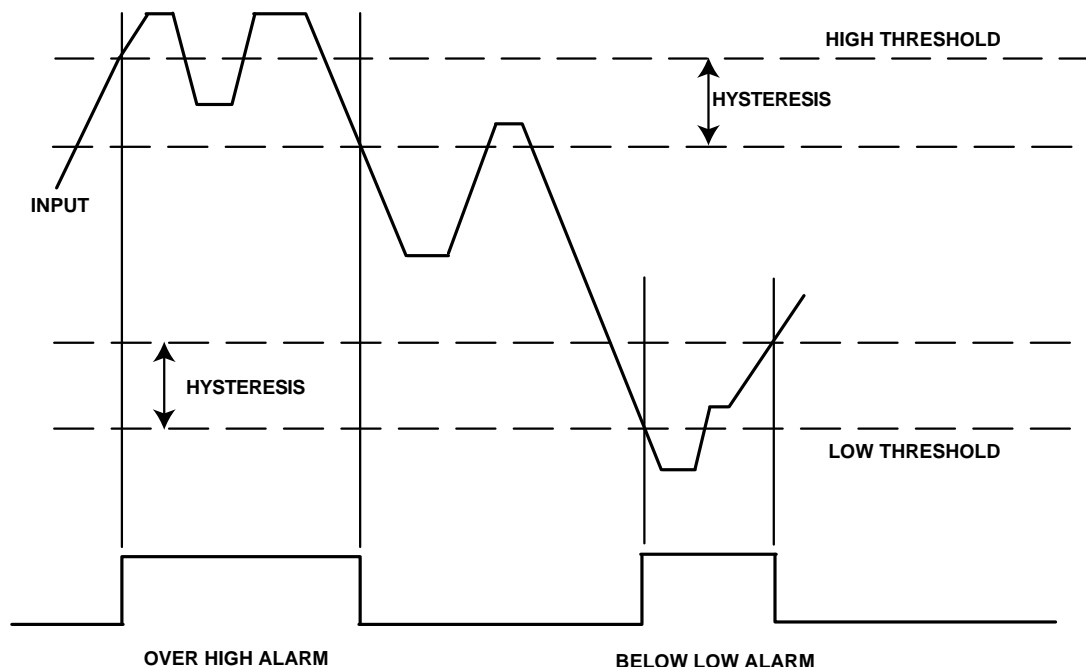 HIGH THRESHOLD
HYSTERESIS
INPUT
HYSTERESIS
LOW THRESHOLD
OVER HIGH ALARM
BELOW LOW ALARM